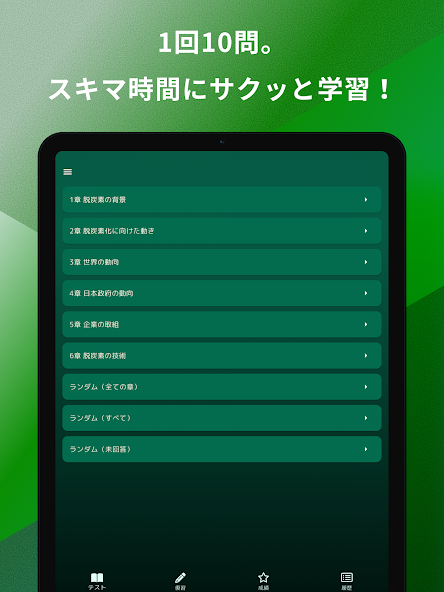 1回10問。
スキマ時間にサクッと学習！
1章 脱炭素の背景
2章 脱炭素化に向けた動き
3章 世界の動向
4章 日本政府の動向
5章 企業の取組
6章 脱炭素の技術
ランダム（全ての章）
ランダム（すべて）
ランダム（未回答）
テスト 復習 成績 履歴